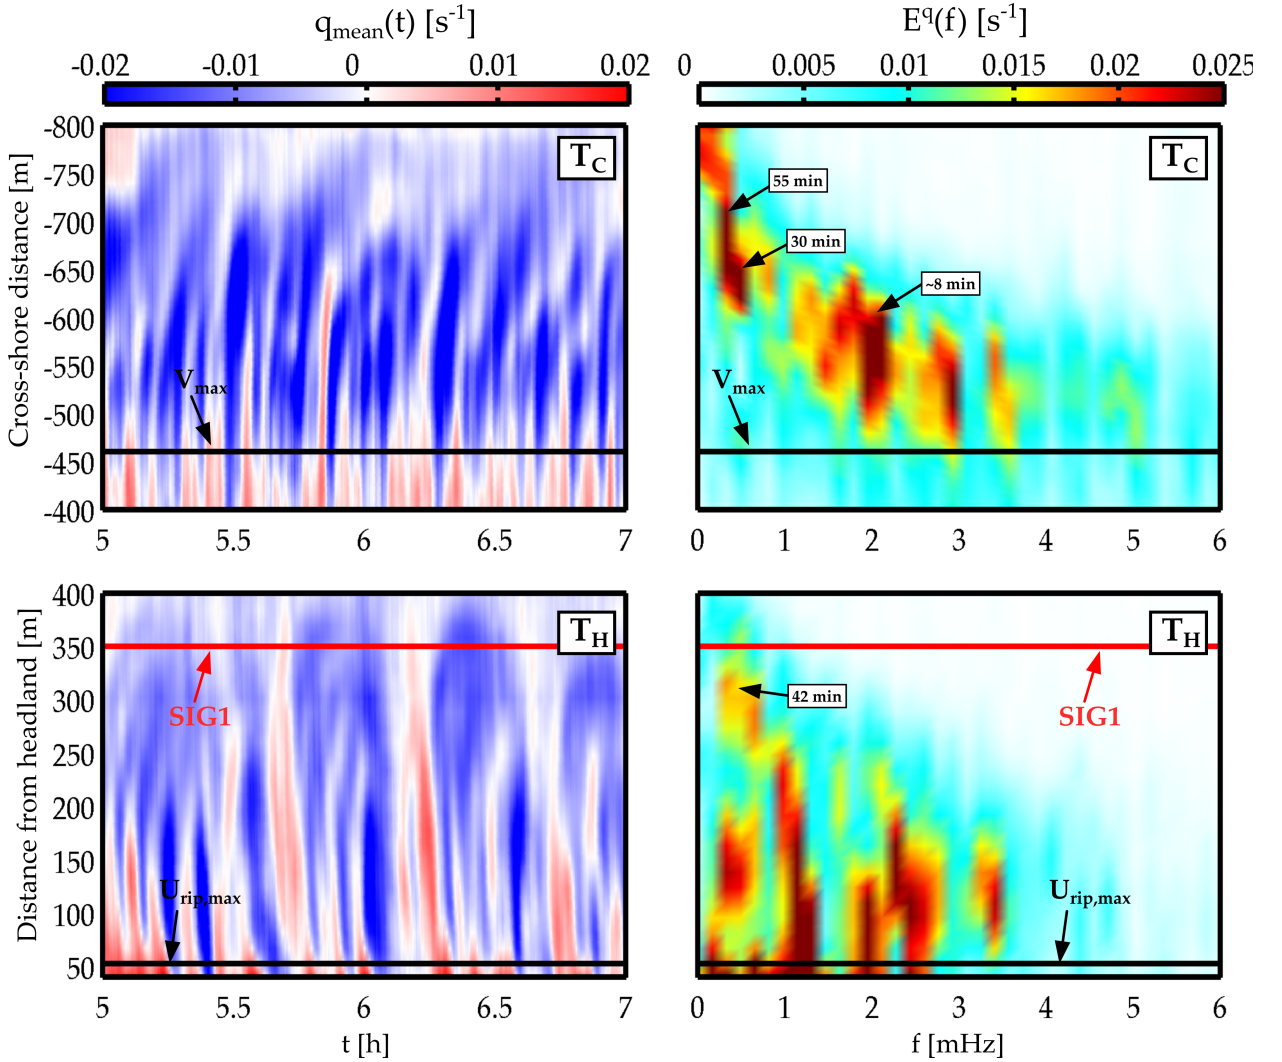 q_mean(t) [s^-1]
E^q(f) [s^-1]
-0.02 -0.01 0 0.01 0.02
0 0.005 0.01 0.015 0.02 0.025
Cross-shore distance [m]
-800
-750
-700
-650
-600
-550
-500
-450
-400
T_C
V_max
5 5.5 6 6.5 7
T_C
55 min
30 min
~8 min
V_max
0 1 2 3 4 5 6
Distance from headland [m]
400
350
300
250
200
150
100
50
T_H
SIG1
U_rip,max
5 5.5 6 6.5 7
t [h]
T_H
42 min
SIG1
U_rip,max
0 1 2 3 4 5 6
f [mHz]